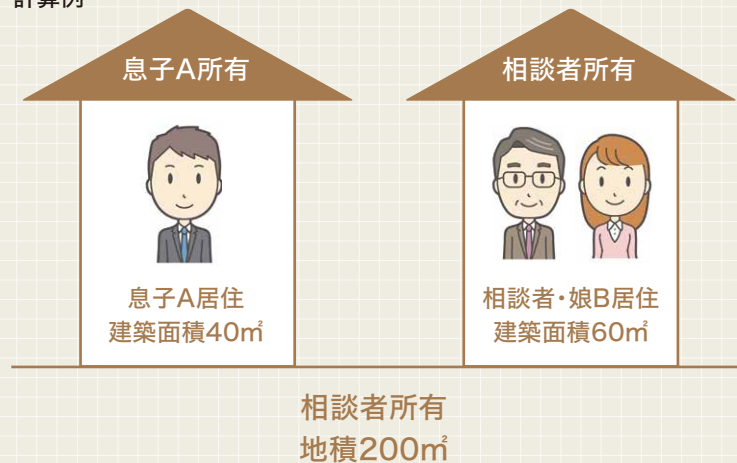 計算例
息子A所有
相談者所有
息子A居住
建築面積40㎡
相談者・娘B居住
建築面積60㎡
相談者所有
地積200㎡